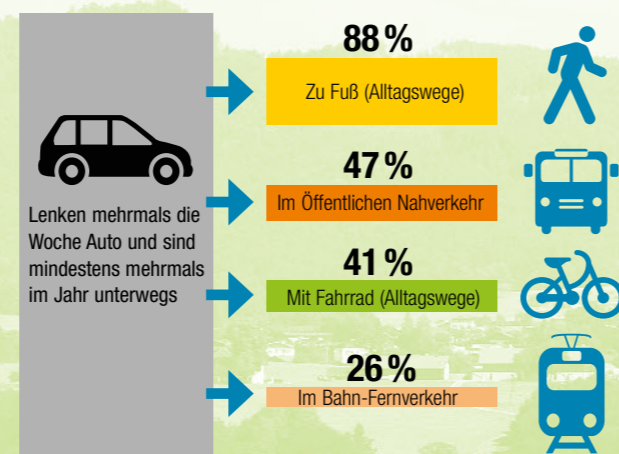 Lenken mehrmals die
Woche Auto und sind
mindestens mehrmals
im Jahr unterwegs
88 %
Zu Fuß (Alltagswege)
47 %
Im Öffentlichen Nahverkehr
41 %
Mit Fahrrad (Alltagswege)
26 %
Im Bahn-Fernverkehr